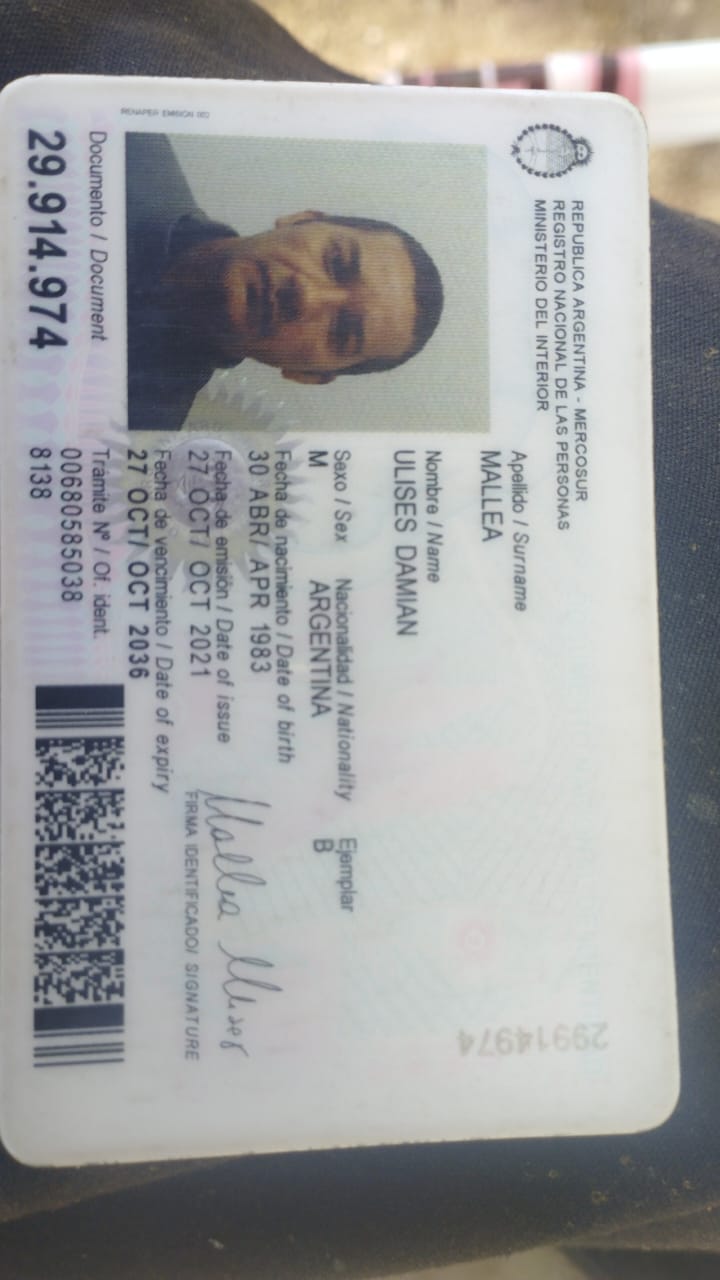 REPUBLICA ARGENTINA - MERCOSUR
REGISTRO NACIONAL DE LAS PERSONAS
MINISTERIO DEL INTERIOR
RENAPER EMISION
Apellido / Surname
MALLEA
Nombre / Name
ULISES DAMIAN
Sexo / Sex Nacionalidad / Nationality Ejemplar
M ARGENTINA B
Fecha de nacimiento / Date of birth
30 ABR/ APR 1983
Fecha de emisión / Date of issue
27 OCT/ OCT 2021
Fecha de vencimiento / Date of expiry
27 OCT/ OCT 2036
FIRMA IDENTIFICADO/ SIGNATURE
Mallea Ulises
Documento / Document
29.914.974
Trámite Nº / Of. ident.
00680585038
8138
29914974